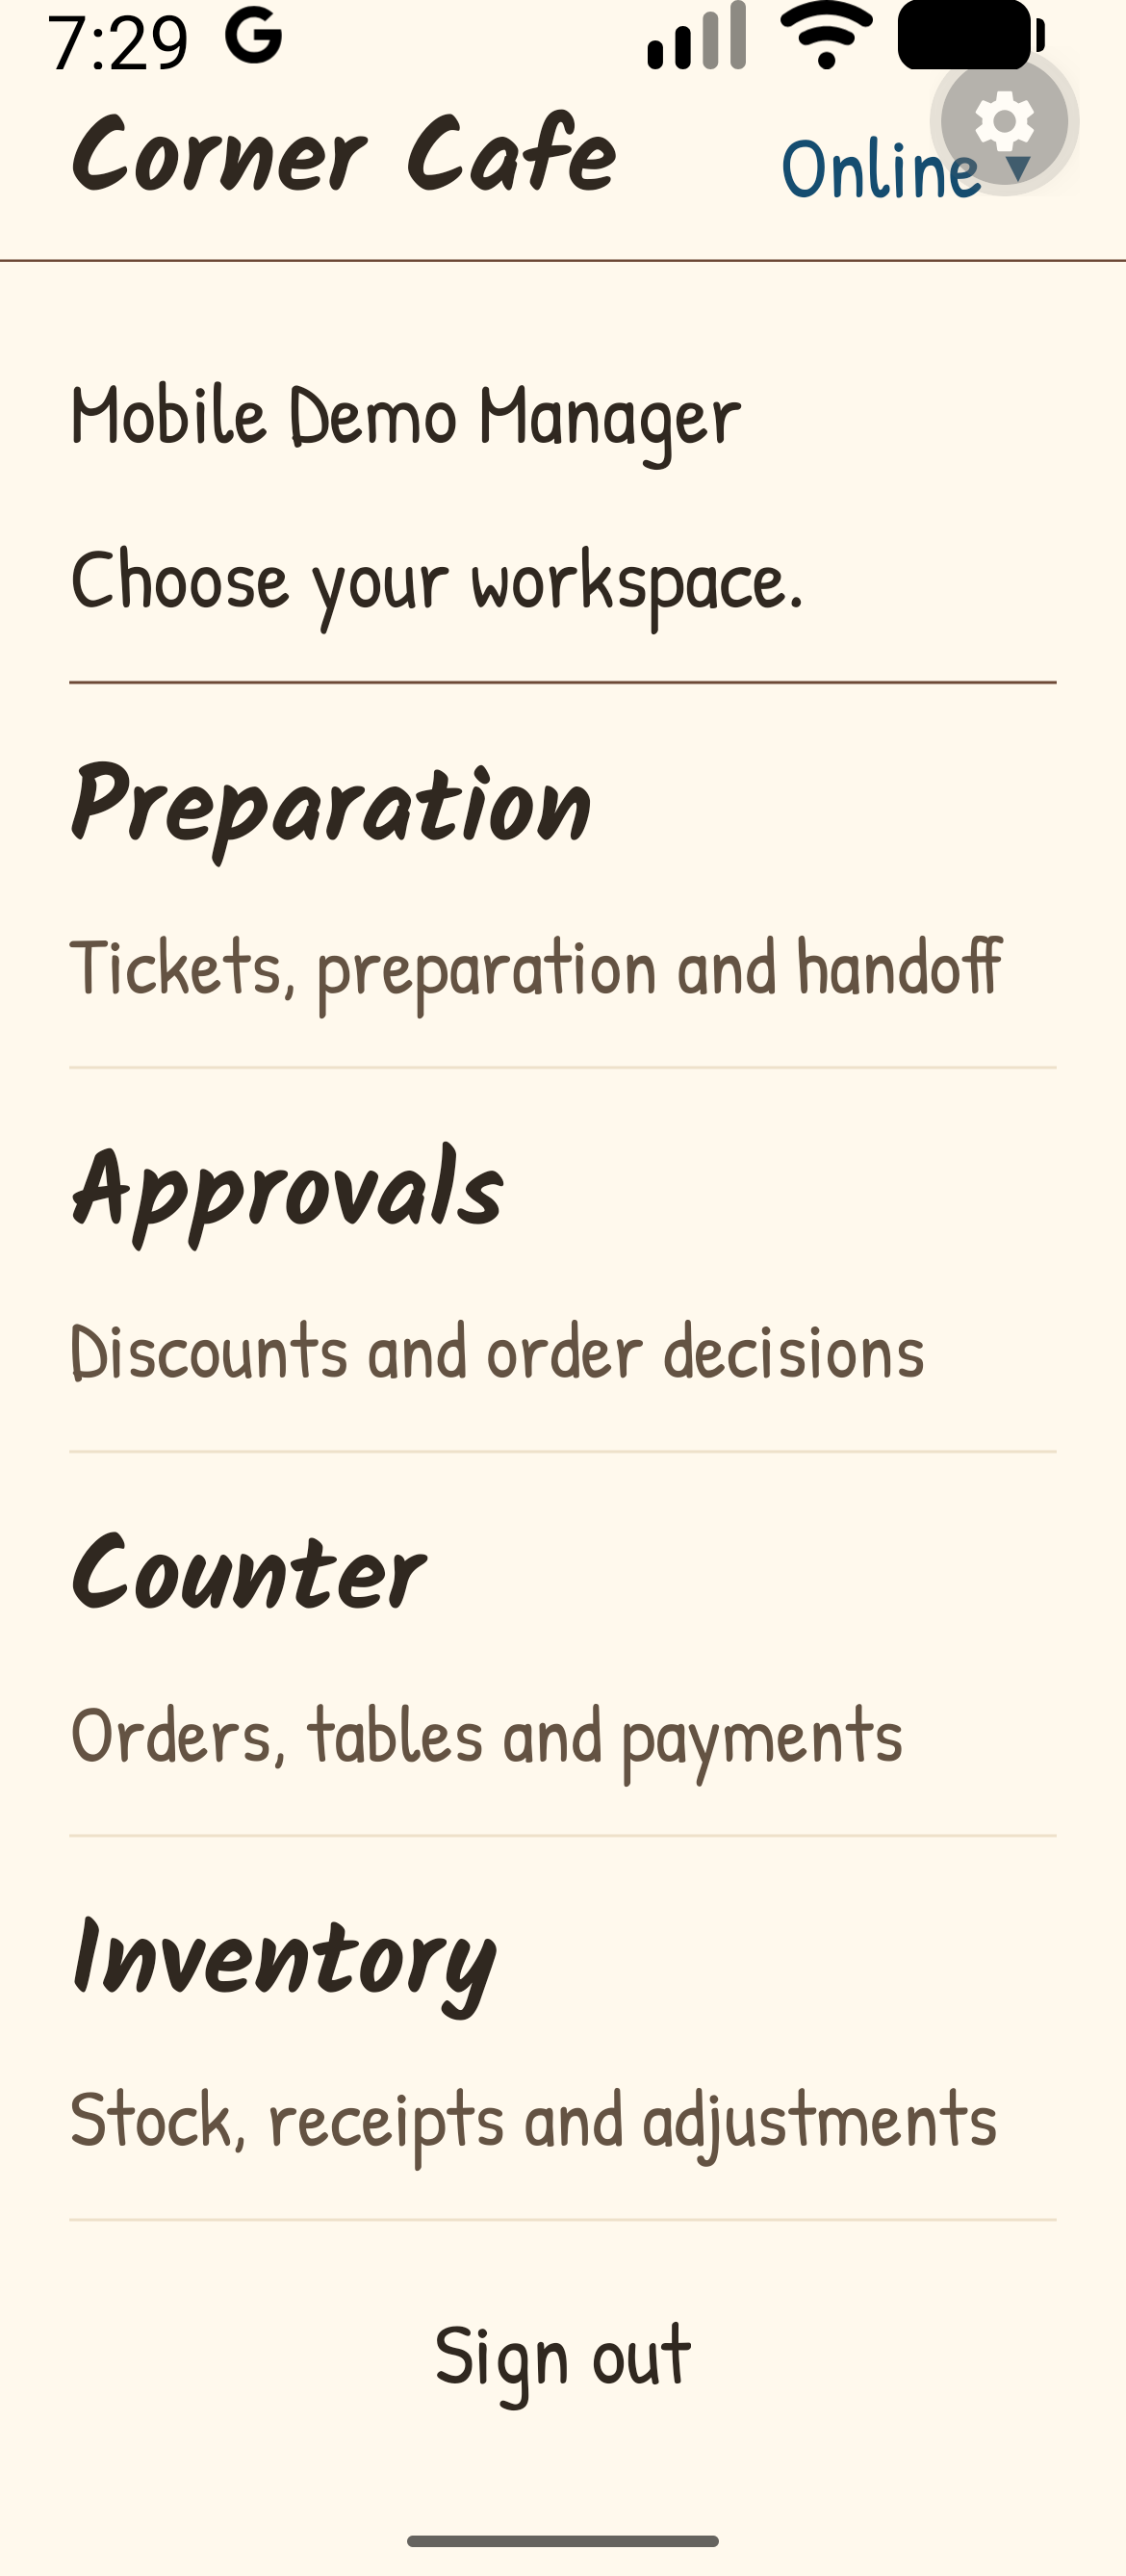 7:29 G
Corner Cafe
Online ▼
Mobile Demo Manager
Choose your workspace.
Preparation
Tickets, preparation and handoff
Approvals
Discounts and order decisions
Counter
Orders, tables and payments
Inventory
Stock, receipts and adjustments
Sign out